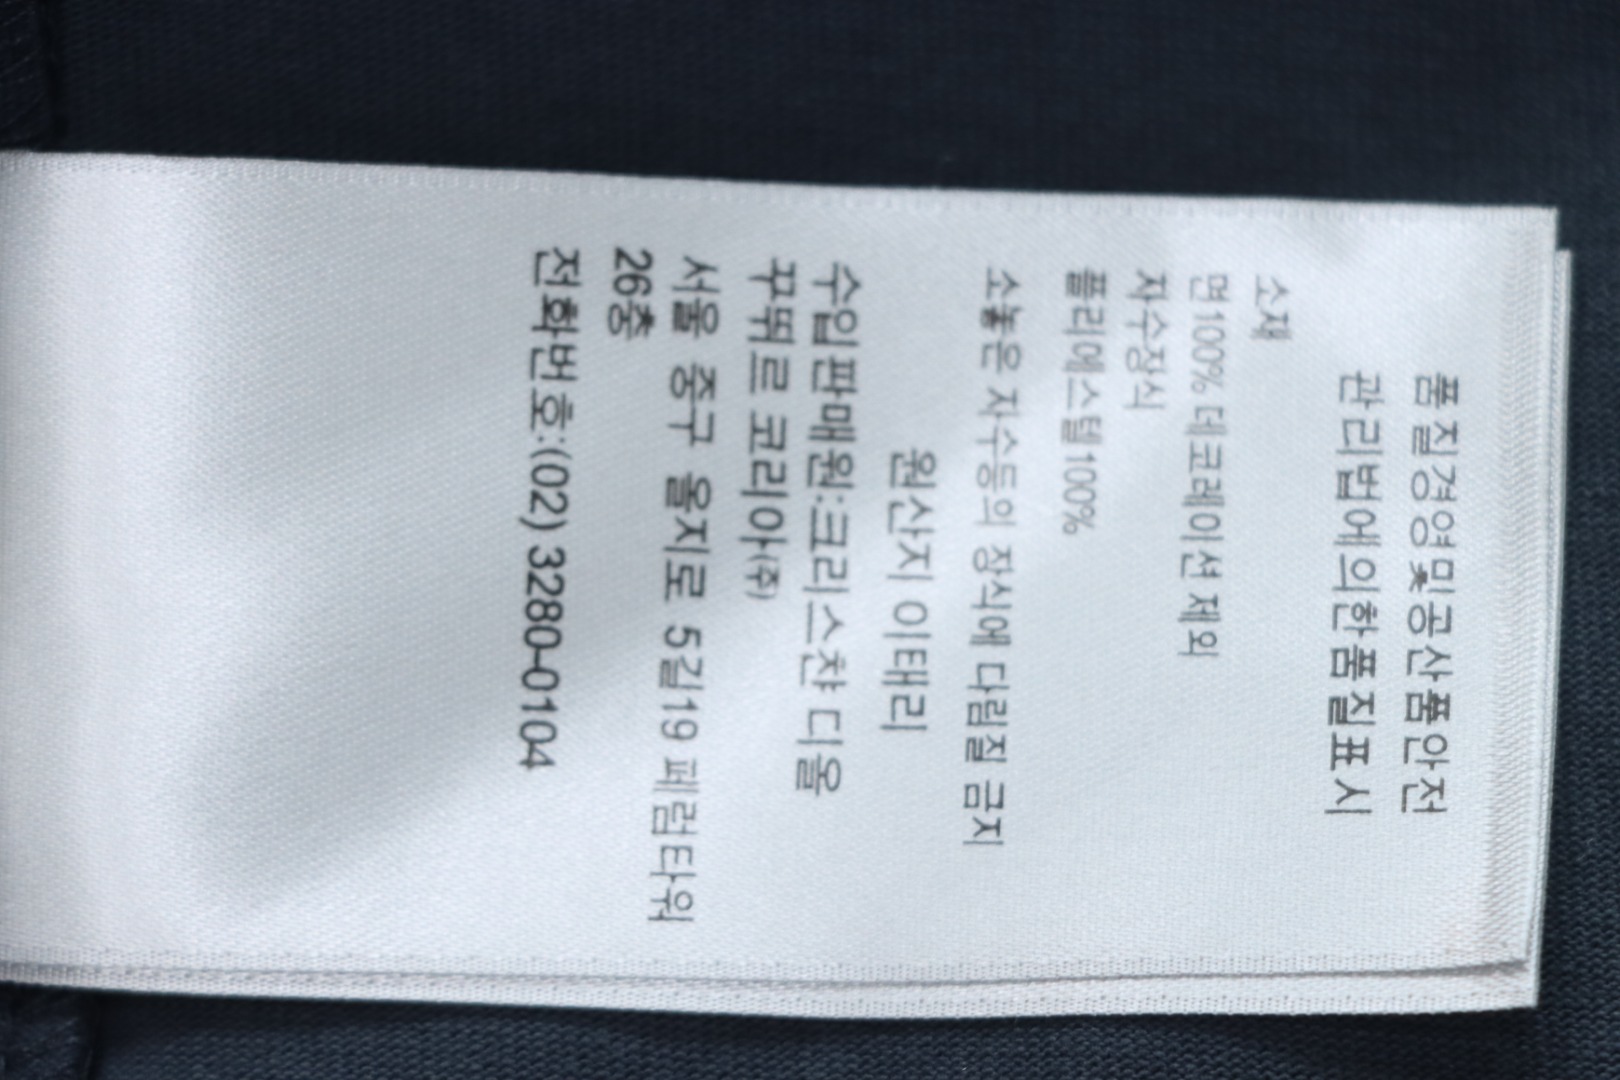 품질경영및공산품안전
관리법에의한품질표시
소재
면100% 데코레이션 제외
자수장식
폴리에스텔100%
소놓은 자수등의 장식에 다림질 금지
원산지 이태리
수입판매원:크리스챤 디올
꾸뛰르 코리아(주)
서울 중구 을지로 5길19 페럼타워
26층
전화번호:(02) 3280-0104